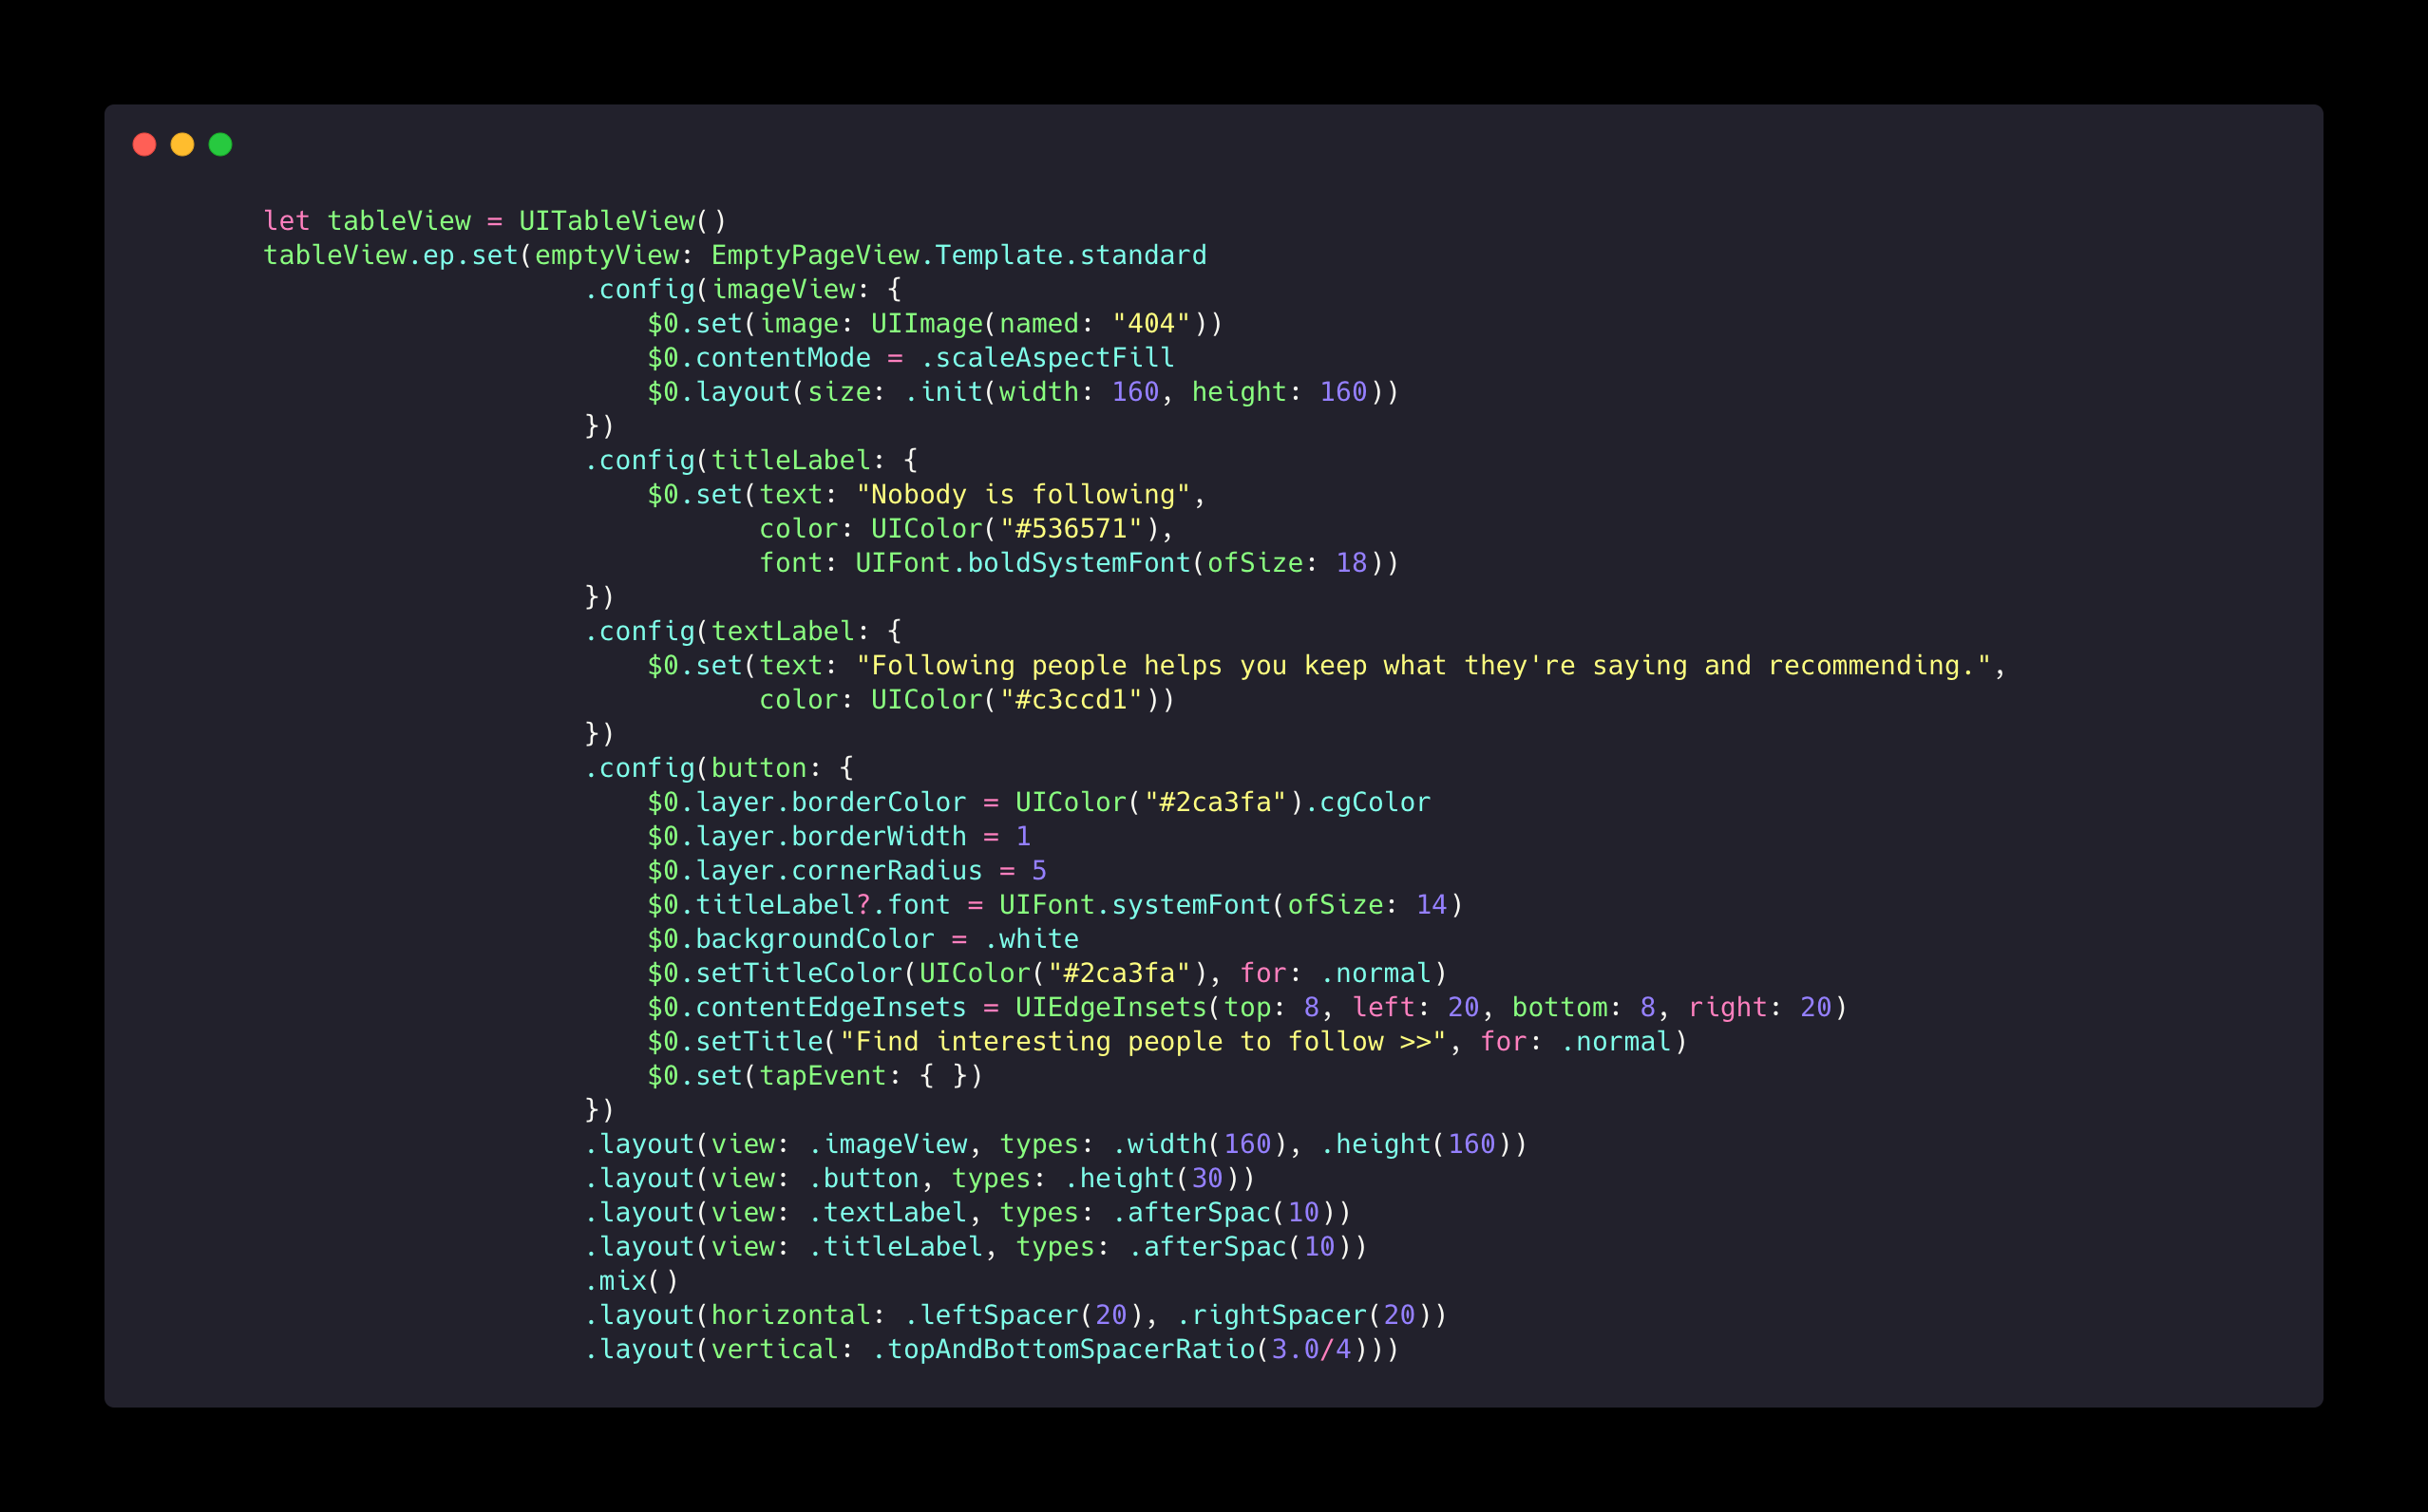 let tableView = UITableView()
tableView.ep.set(emptyView: EmptyPageView.Template.standard
.config(imageView: {
$0.set(image: UIImage(named: "404"))
$0.contentMode = .scaleAspectFill
$0.layout(size: .init(width: 160, height: 160))
})
.config(titleLabel: {
$0.set(text: "Nobody is following",
color: UIColor("#536571"),
font: UIFont.boldSystemFont(ofSize: 18))
})
.config(textLabel: {
$0.set(text: "Following people helps you keep what they're saying and recommending.",
color: UIColor("#c3ccd1"))
})
.config(button: {
$0.layer.borderColor = UIColor("#2ca3fa").cgColor
$0.layer.borderWidth = 1
$0.layer.cornerRadius = 5
$0.titleLabel?.font = UIFont.systemFont(ofSize: 14)
$0.backgroundColor = .white
$0.setTitleColor(UIColor("#2ca3fa"), for: .normal)
$0.contentEdgeInsets = UIEdgeInsets(top: 8, left: 20, bottom: 8, right: 20)
$0.setTitle("Find interesting people to follow >>", for: .normal)
$0.set(tapEvent: { })
})
.layout(view: .imageView, types: .width(160), .height(160))
.layout(view: .button, types: .height(30))
.layout(view: .textLabel, types: .afterSpac(10))
.layout(view: .titleLabel, types: .afterSpac(10))
.mix()
.layout(horizontal: .leftSpacer(20), .rightSpacer(20))
.layout(vertical: .topAndBottomSpacerRatio(3.0/4)))